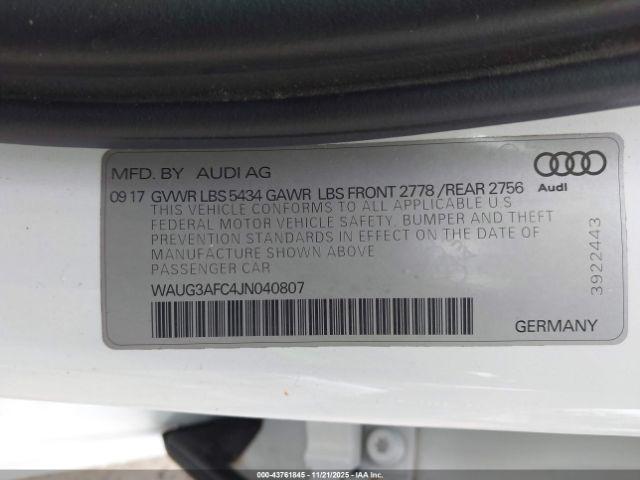 MFD. BY AUDI AG
Audi
09 17 GVWR LBS 5434 GAWR LBS FRONT 2778 /REAR 2756
THIS VEHICLE CONFORMS TO ALL APPLICABLE U.S
FEDERAL MOTOR VEHICLE SAFETY, BUMPER AND THEFT
PREVENTION STANDARDS IN EFFECT ON THE DATE OF
MANUFACTURE SHOWN ABOVE
PASSENGER CAR
WAUG3AFC4JN040807
3922443
GERMANY
000-43761845 - 11/21/2025 - IAAI.COM